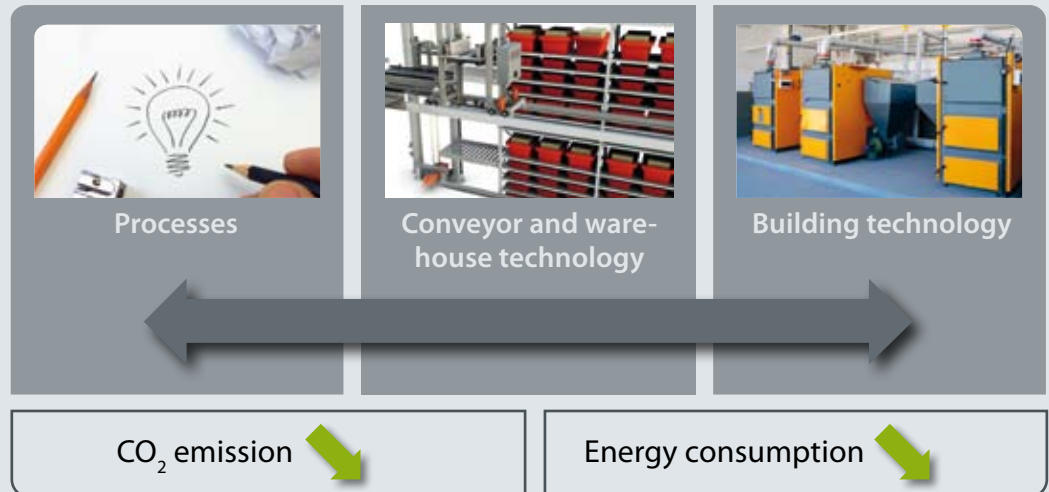 Processes
Conveyor and ware-
house technology
Building technology
CO₂ emission
Energy consumption